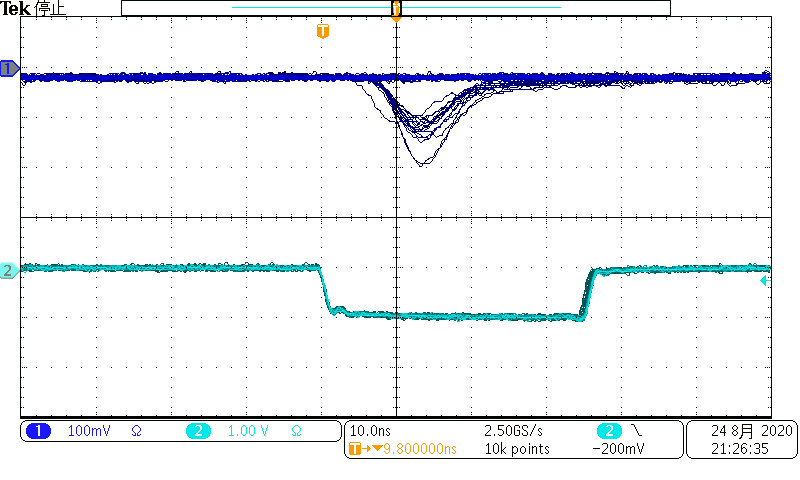 Tek 停止
T
1
2
1 100mV Ω 2 1.00 V Ω
10.0ns 2.50GS/s 2 -200mV
T→▼9.800000ns 10k points
24 8月 2020
21:26:35